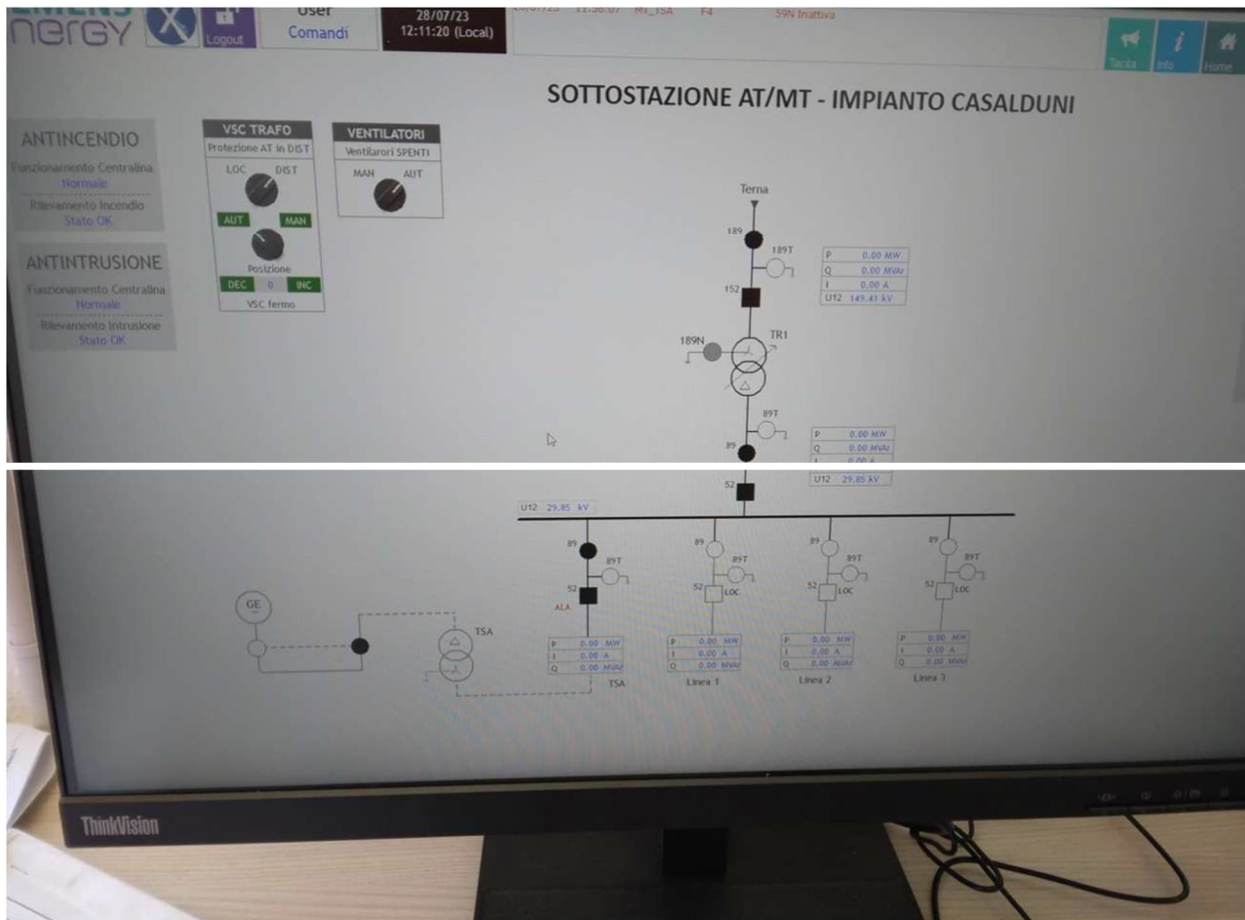 nergy
Logout
User
Comandi
28/07/23
12:11:20 (Local)
MT_TSA F4 59N Inattiva
Tacita
Info
Home
SOTTOSTAZIONE AT/MT - IMPIANTO CASALDUNI
ANTINCENDIO
Funzionamento Centralina
Normale
Rilevamento Incendio
Stato OK
ANTINTRUSIONE
Funzionamento Centralina
Normale
Rilevamento Intrusione
Stato OK
VSC TRAFO
Protezione AT in DIST
LOC DIST
AUT MAN
Posizione
DEC 0 INC
VSC fermo
VENTILATORI
Ventilarori SPENTI
MAN AUT
Terna
189
189T
152
P 0.00 MW
Q 0.00 MVAr
I 0.00 A
U12 149.41 kV
189N
TR1
89T
89
P 0.00 MW
Q 0.00 MVAr
I 0.00 A
52
U12 29.85 kV
U12 29.85 kV
89 89 89 89
89T 89T 89T 89T
52 52 LOC 52 LOC 52 LOC
ALA
GE
TSA
P 0.00 MW
I 0.00 A
Q 0.00 MVAr
TSA
P 0.00 MW
I 0.00 A
Q 0.00 MVAr
Linea 1
P 0.00 MW
I 0.00 A
Q 0.00 MVAr
Linea 2
P 0.00 MW
I 0.00 A
Q 0.00 MVAr
Linea 3
ThinkVision